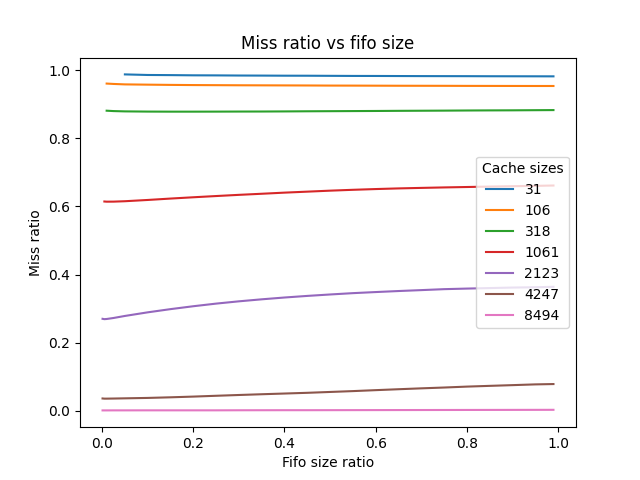 Miss ratio vs fifo size
1.0
0.8
0.6
0.4
0.2
0.0
Miss ratio
Cache sizes
31
106
318
1061
2123
4247
8494
0.0 0.2 0.4 0.6 0.8 1.0
Fifo size ratio